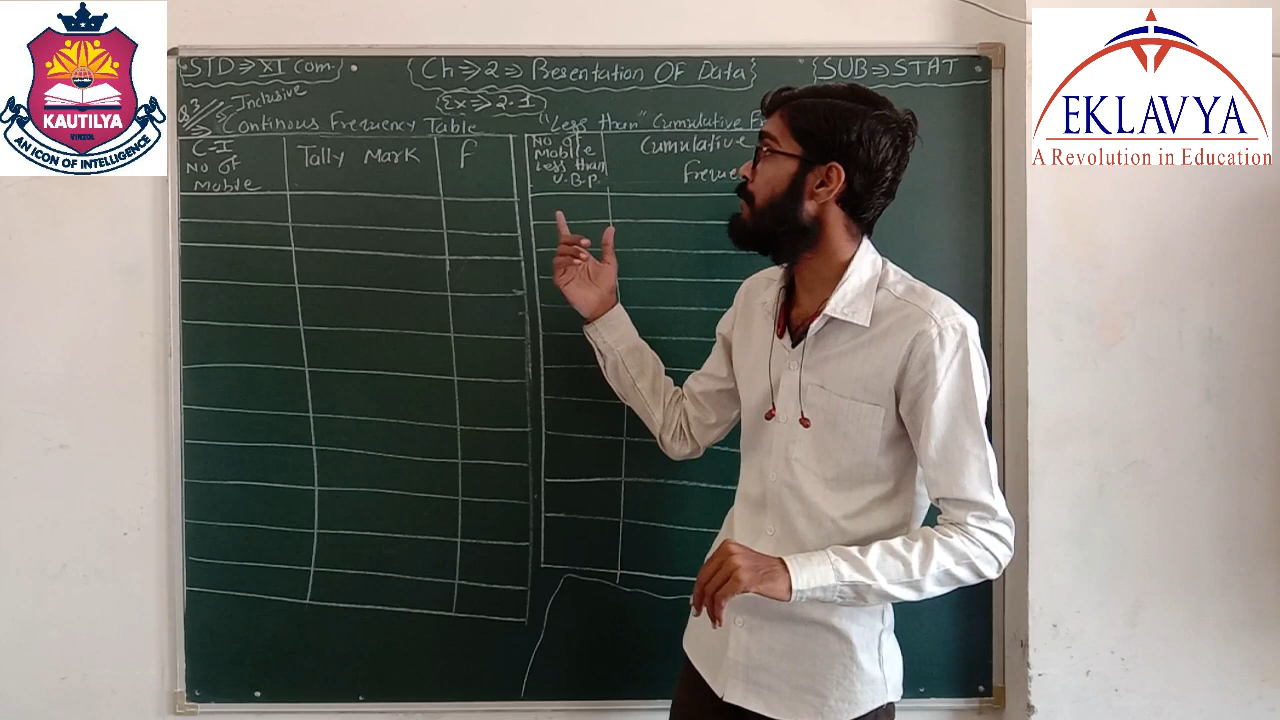 KAUTILYA
VINZOL
AN ICON OF INTELLIGENCE
EKLAVYA
A Revolution in Education
STD ⇒ XI Com.
Ch ⇒ 2 ⇒ Presentation Of Data
SUB ⇒ STAT
Ex ⇒ 2.1
Inclusive
Continous Frequency Table
"Less than" Cumulative
C-I
No of
Mobile
Tally Mark
f
No of
Mobile
Less than
U.B.P.
Cumulative